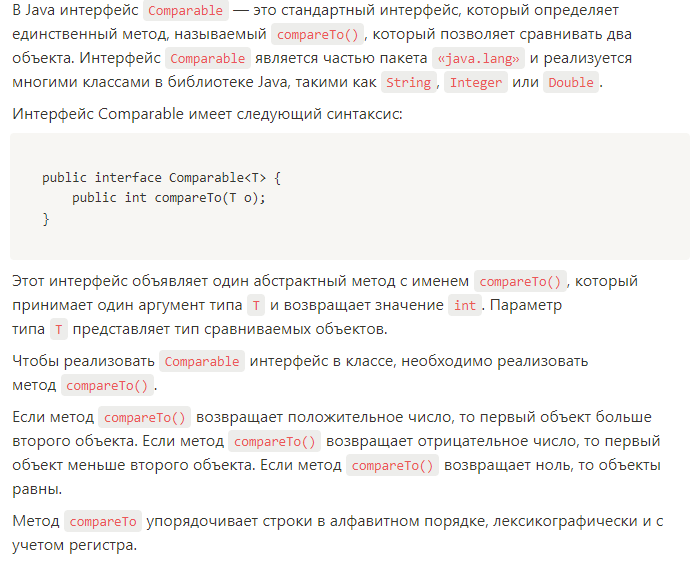 В Java интерфейс Comparable — это стандартный интерфейс, который определяет
единственный метод, называемый compareTo(), который позволяет сравнивать два
объекта. Интерфейс Comparable является частью пакета «java.lang» и реализуется
многими классами в библиотеке Java, такими как String, Integer или Double.
Интерфейс Comparable имеет следующий синтаксис:
public interface Comparable<T> {
    public int compareTo(T o);
}
Этот интерфейс объявляет один абстрактный метод с именем compareTo(), который
принимает один аргумент типа T и возвращает значение int. Параметр
типа T представляет тип сравниваемых объектов.
Чтобы реализовать Comparable интерфейс в классе, необходимо реализовать
метод compareTo().
Если метод compareTo() возвращает положительное число, то первый объект больше
второго объекта. Если метод compareTo() возвращает отрицательное число, то первый
объект меньше второго объекта. Если метод compareTo() возвращает ноль, то объекты
равны.
Метод compareTo упорядочивает строки в алфавитном порядке, лексикографически и с
учетом регистра.